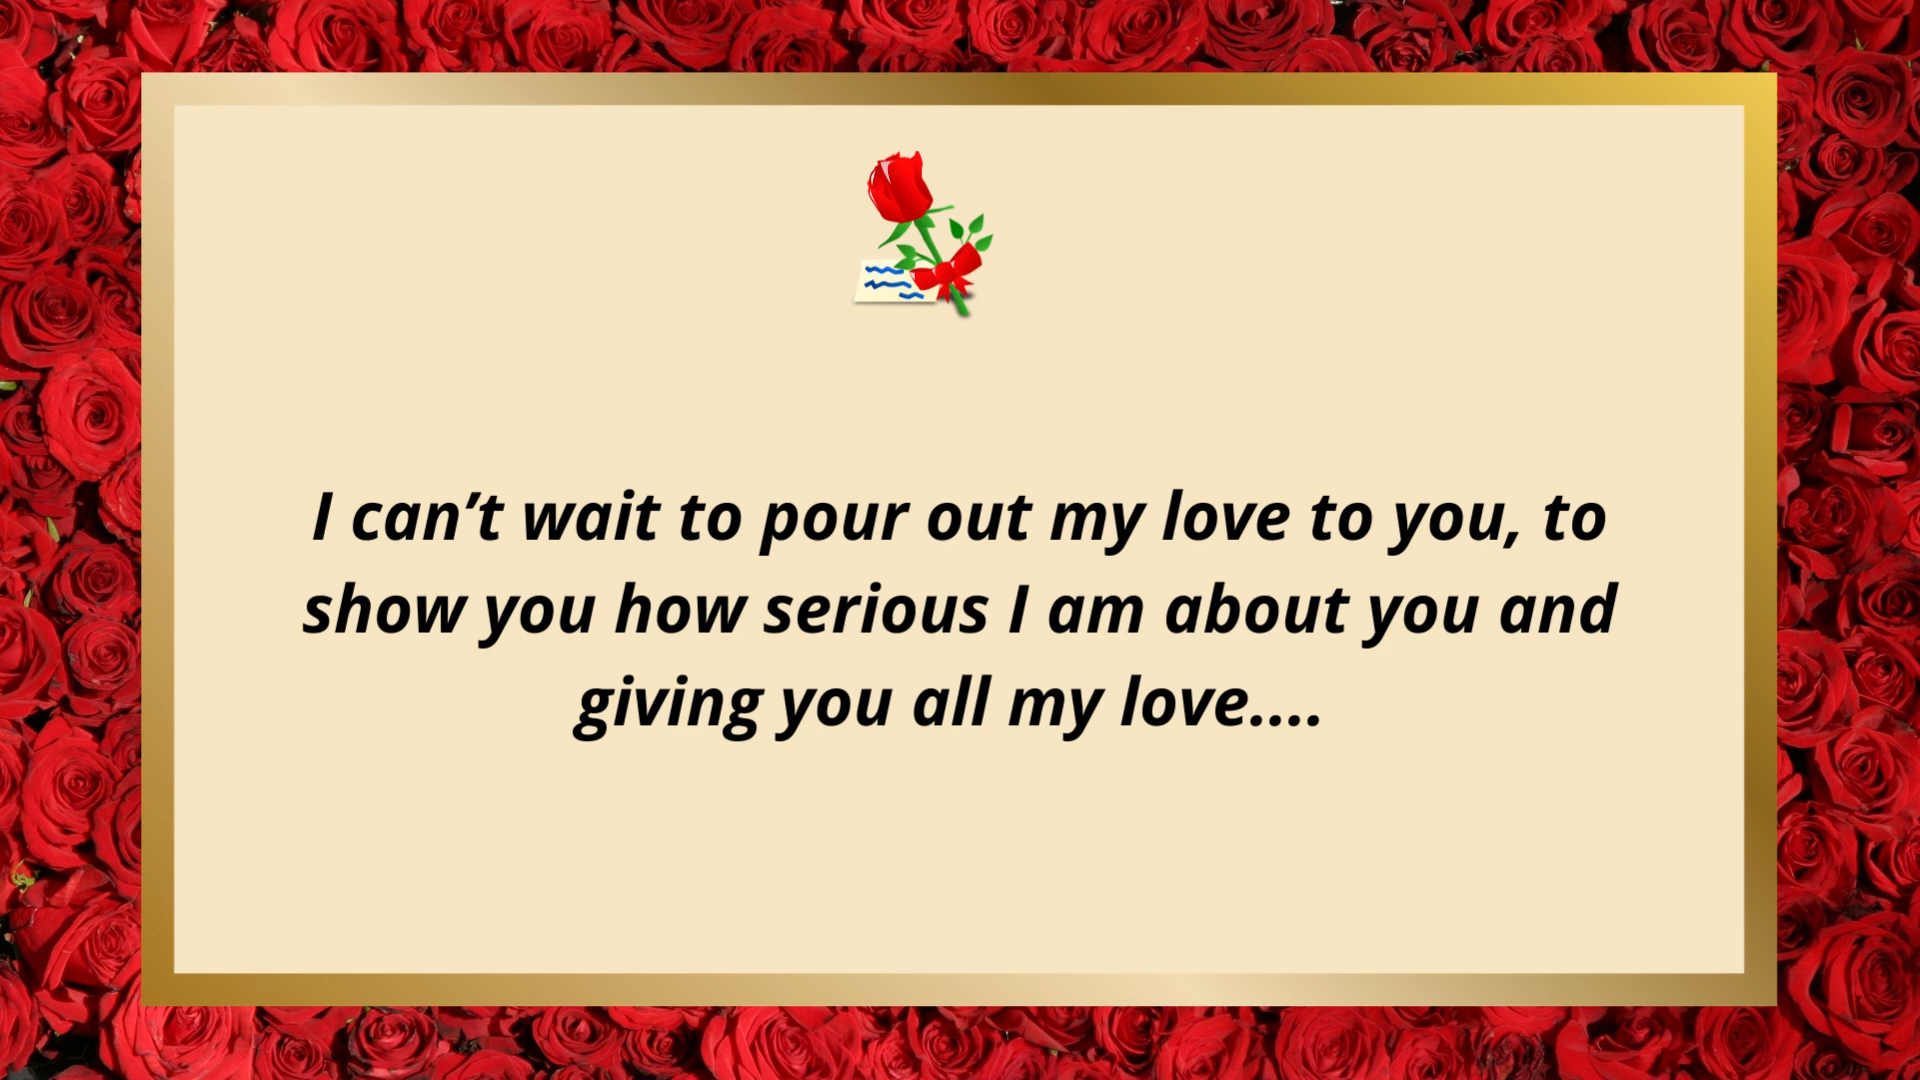 I can’t wait to pour out my love to you, to
show you how serious I am about you and
giving you all my love....